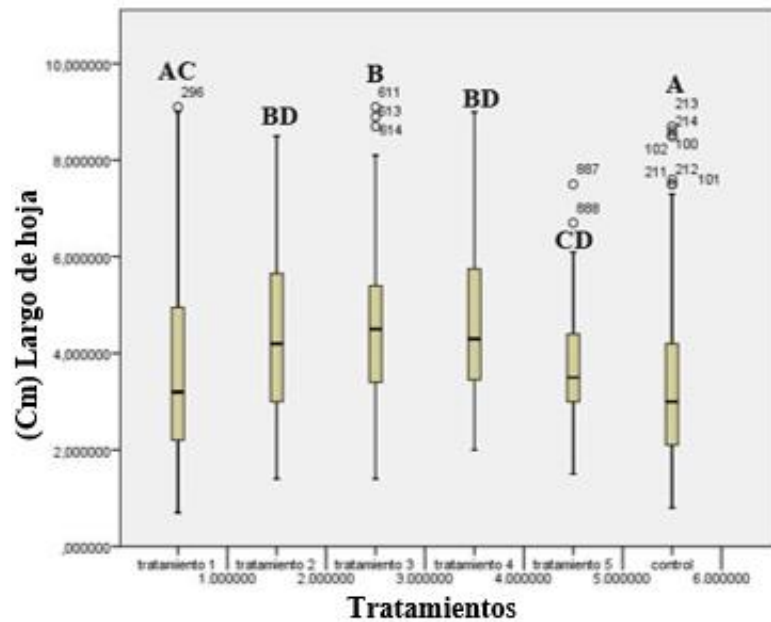 10,000000
8,000000
6,000000
4,000000
2,000000
,000000
(Cm) Largo de hoja
AC
296
BD
B
611
613
614
BD
887
888
CD
A
213
214
102 100
211 212 101
tratamiento 1 tratamiento 2 tratamiento 3 tratamiento 4 tratamiento 5 control
1.000000 2.000000 3.000000 4.000000 5.000000 6.000000
Tratamientos